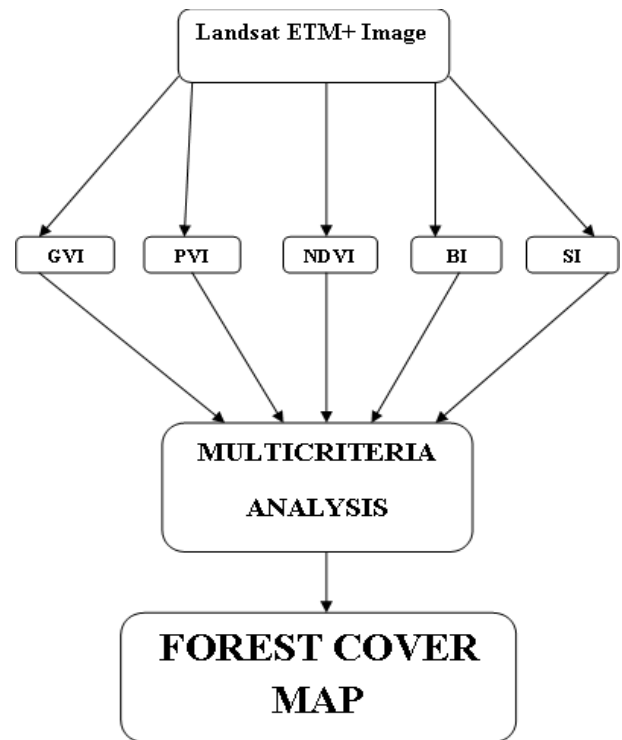 Landsat ETM+ Image
GVI
PVI
NDVI
BI
SI
MULTICRITERIA
ANALYSIS
FOREST COVER
MAP